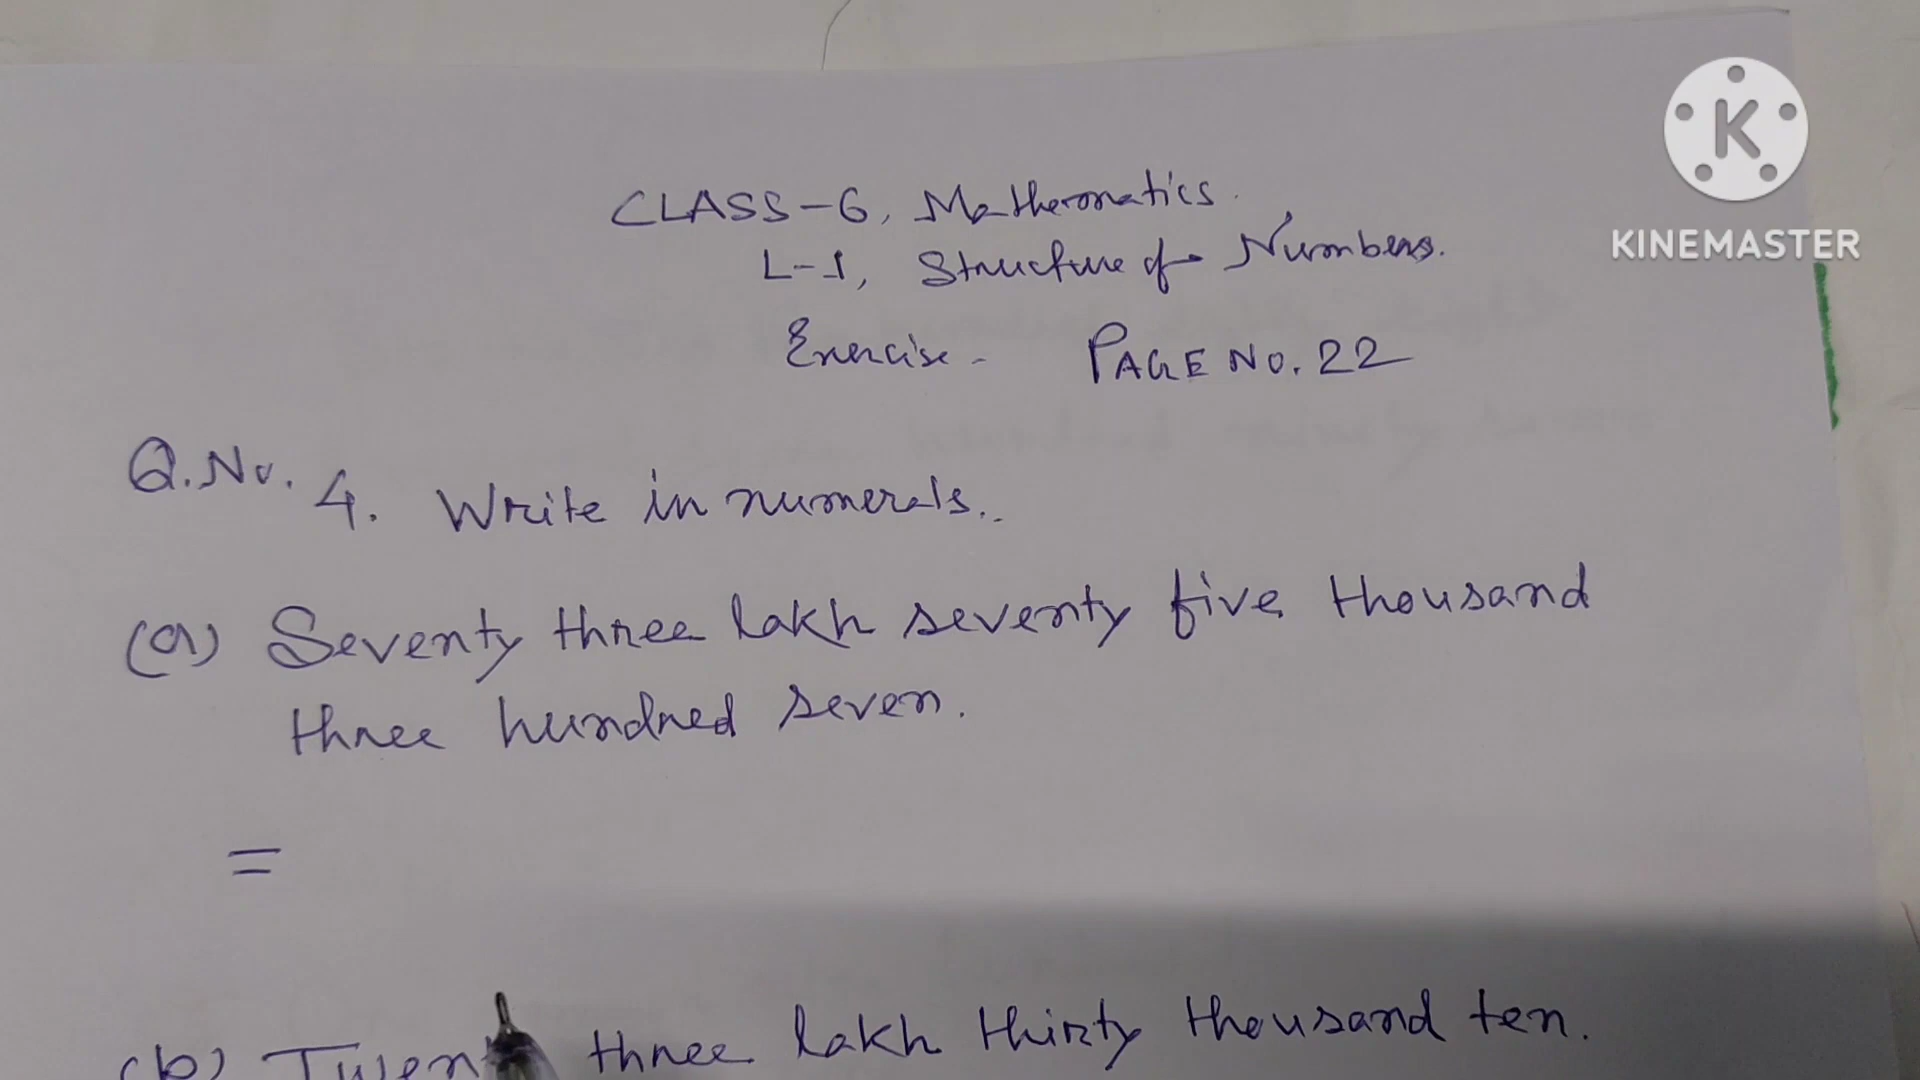 K
KINEMASTER
CLASS-6, Mathematics.
L-1, Structure of Numbers.
Exercise - PAGE NO. 22
Q.No. 4. Write in numerals..
(a) Seventy three lakh seventy five thousand
three hundred seven.
=
(b) Twenty three lakh thirty thousand ten.